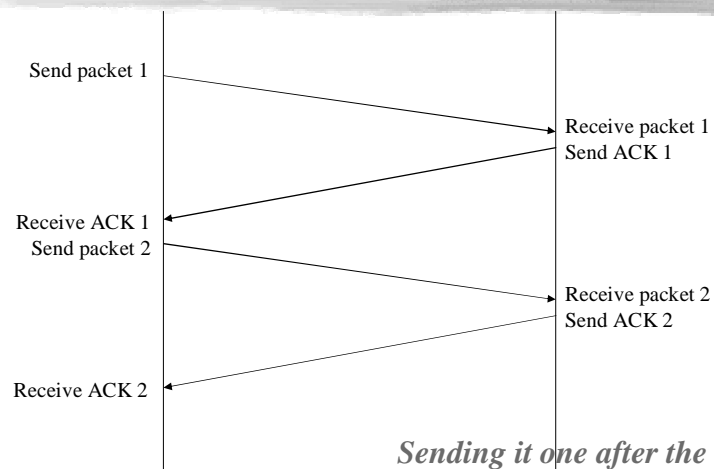 Send packet 1
Receive packet 1
Send ACK 1
Receive ACK 1
Send packet 2
Receive packet 2
Send ACK 2
Receive ACK 2
Sending it one after the